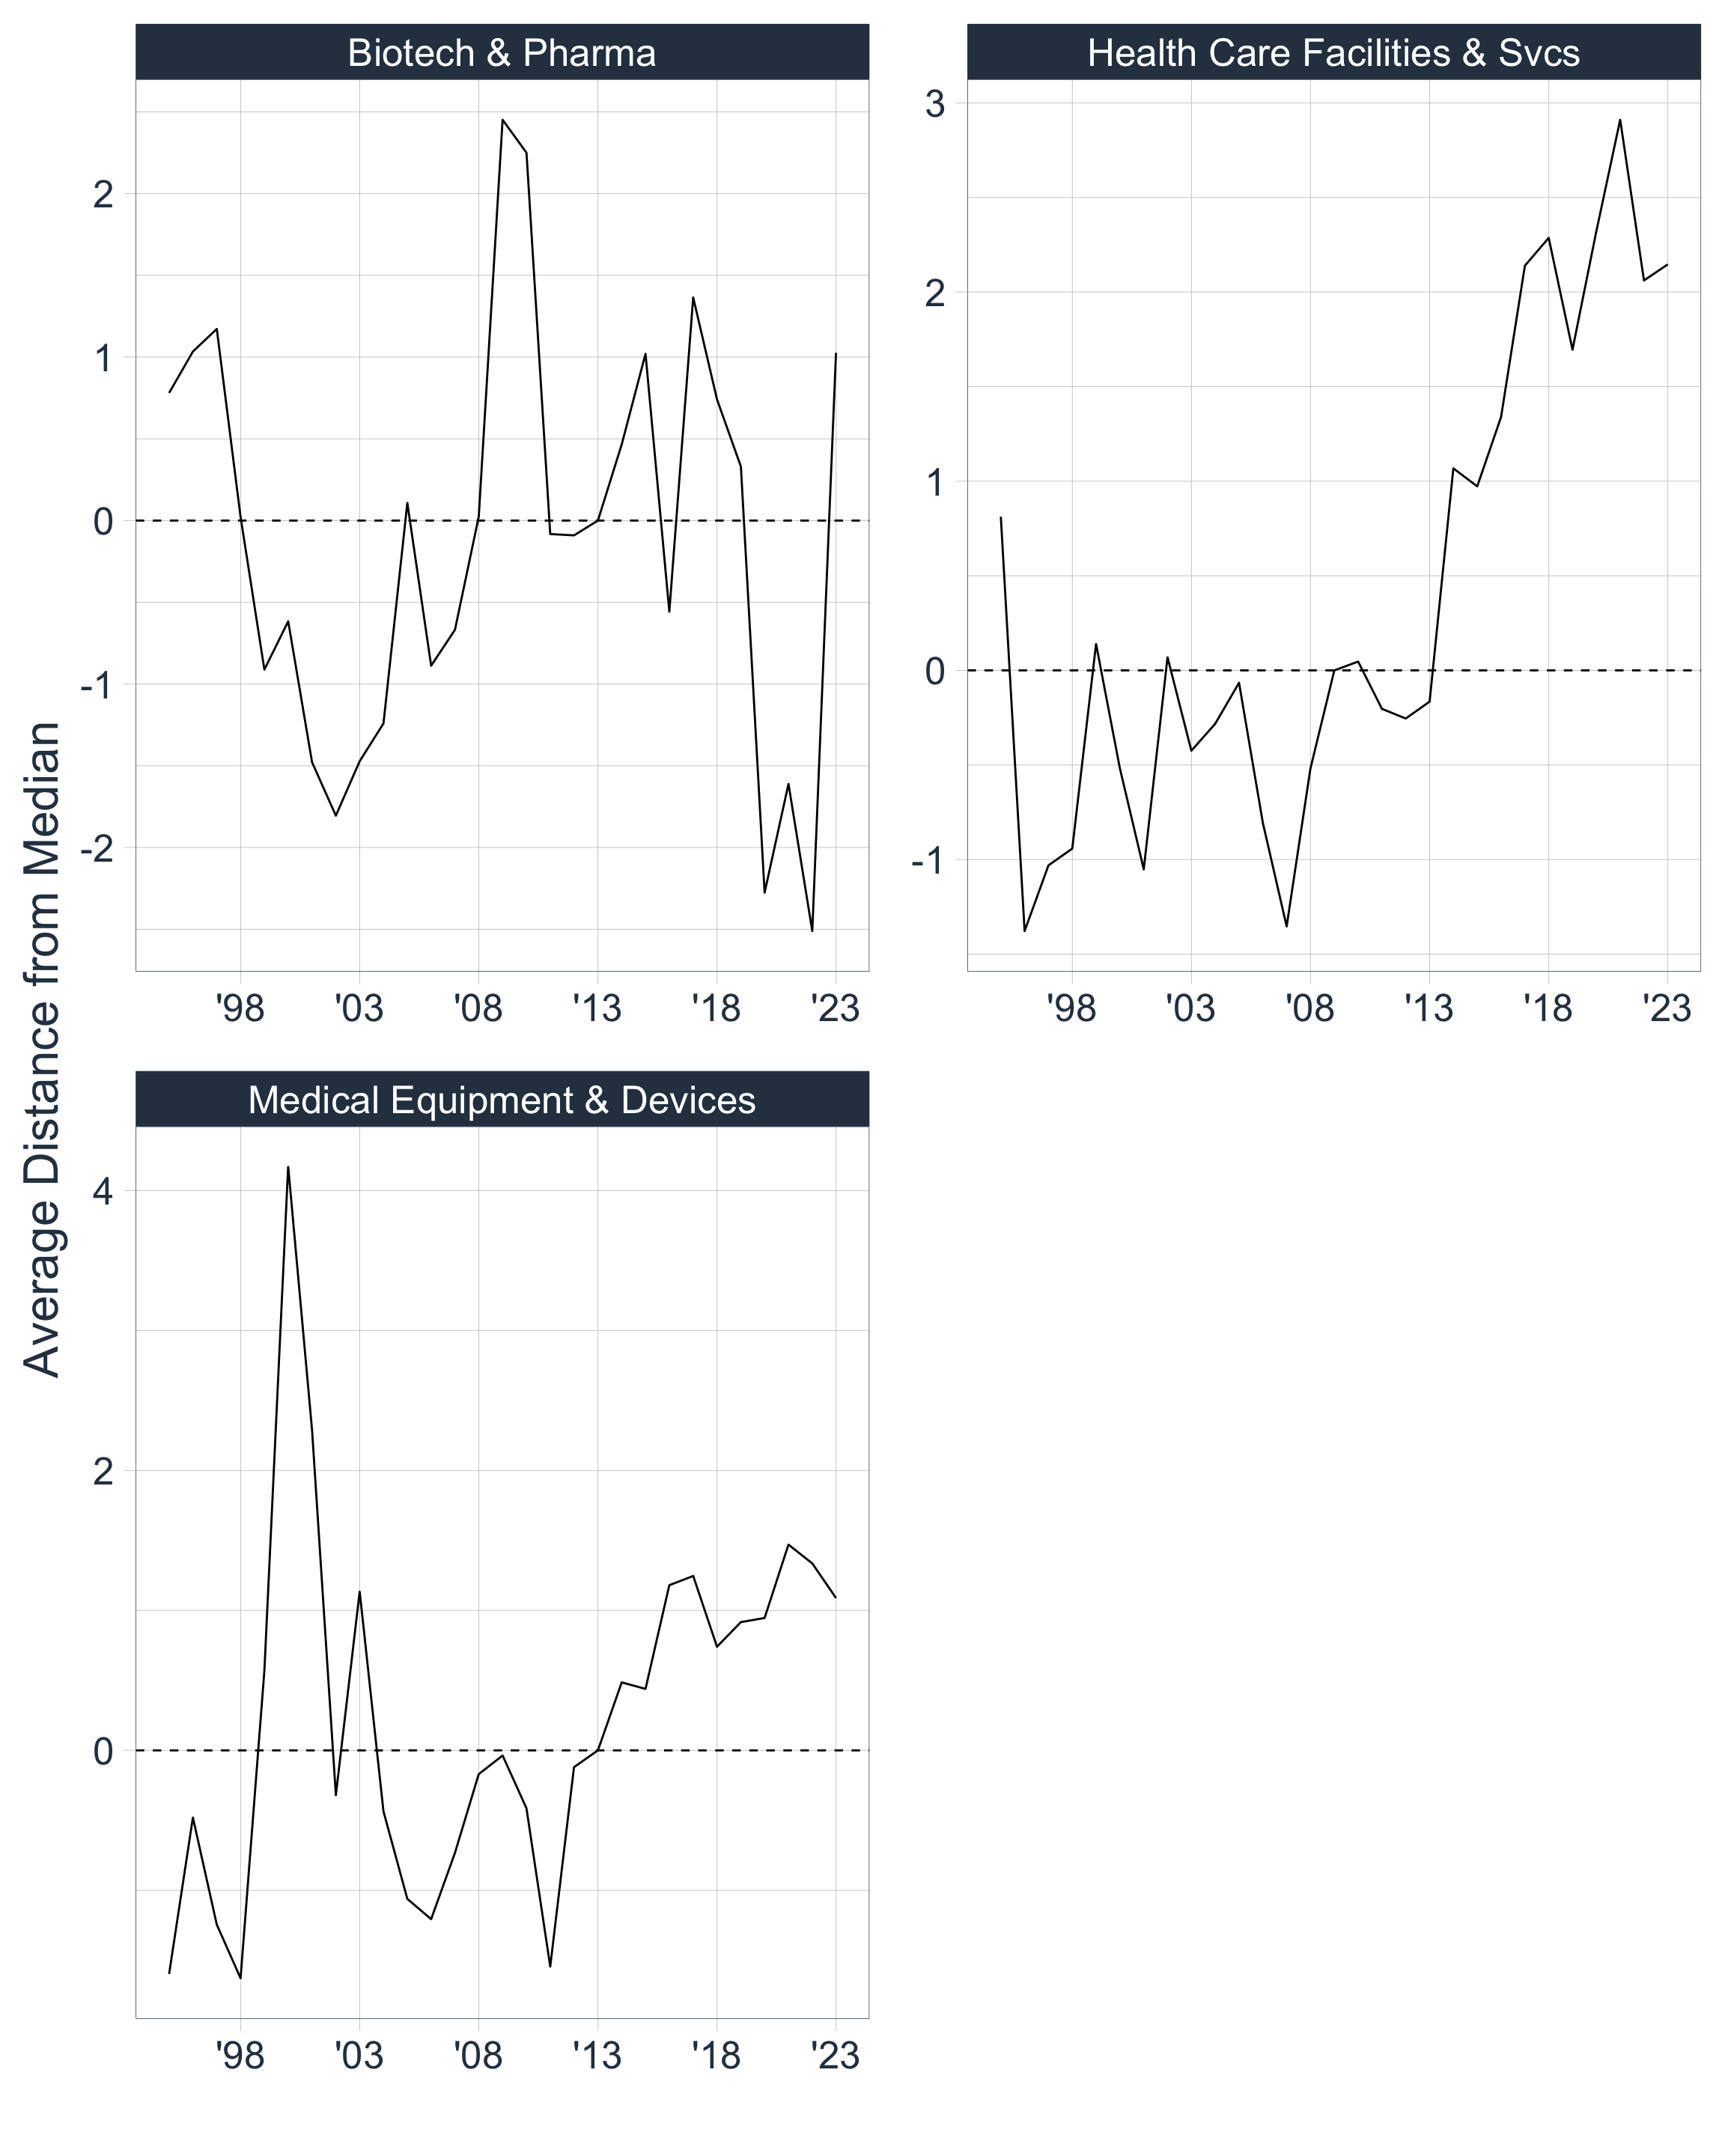 Average Distance from Median
Biotech & Pharma
2
1
0
-1
-2
'98 '03 '08 '13 '18 '23
Health Care Facilities & Svcs
3
2
1
0
-1
'98 '03 '08 '13 '18 '23
Medical Equipment & Devices
4
2
0
'98 '03 '08 '13 '18 '23